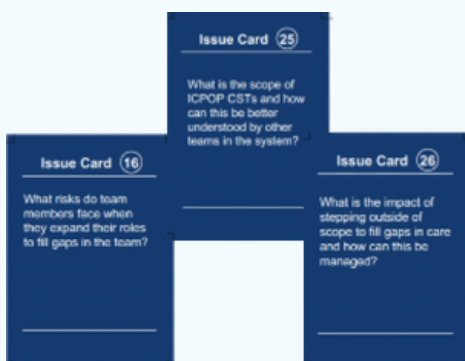 Issue Card 25
What is the scope of
ICPOP CSTs and how
can this be better
understood by other
teams in the system?
Issue Card 16
What risks do team
members face when
they expand their roles
to fill gaps in the team?
Issue Card 26
What is the impact of
stepping outside of
scope to fill gaps in care
and how can this be
managed?